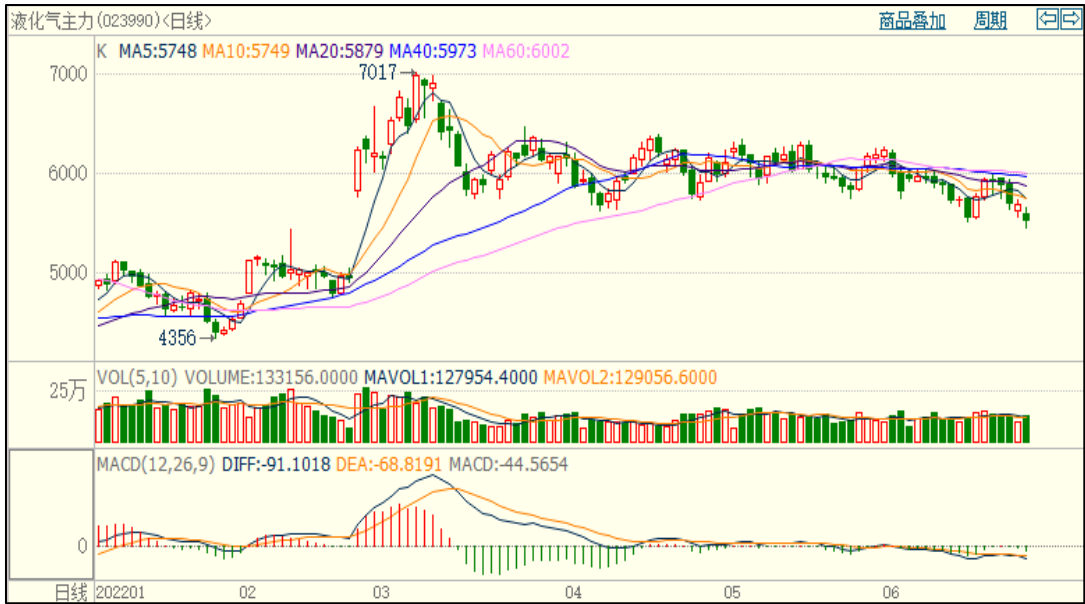 液化气主力(023990)<日线> 商品叠加 周期
K MA5:5748 MA10:5749 MA20:5879 MA40:5973 MA60:6002
7000
7017
6000
5000
4356
VOL(5,10) VOLUME:133156.0000 MAVOL1:127954.4000 MAVOL2:129056.6000
25万
MACD(12,26,9) DIFF:-91.1018 DEA:-68.8191 MACD:-44.5654
0
日线 202201 02 03 04 05 06